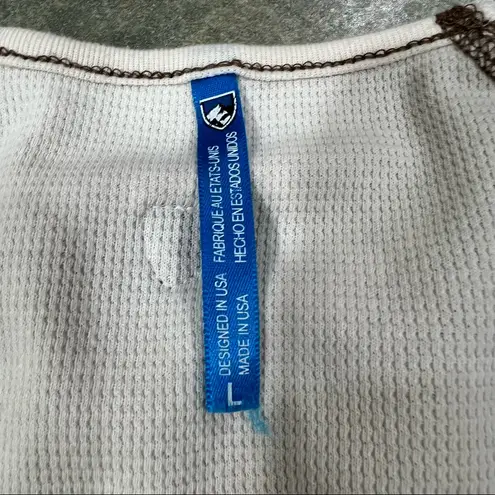 L
DESIGNED IN USA FABRIQUE AU ETATS-UNIS
MADE IN USA HECHO EN ESTADOS UNIDOS